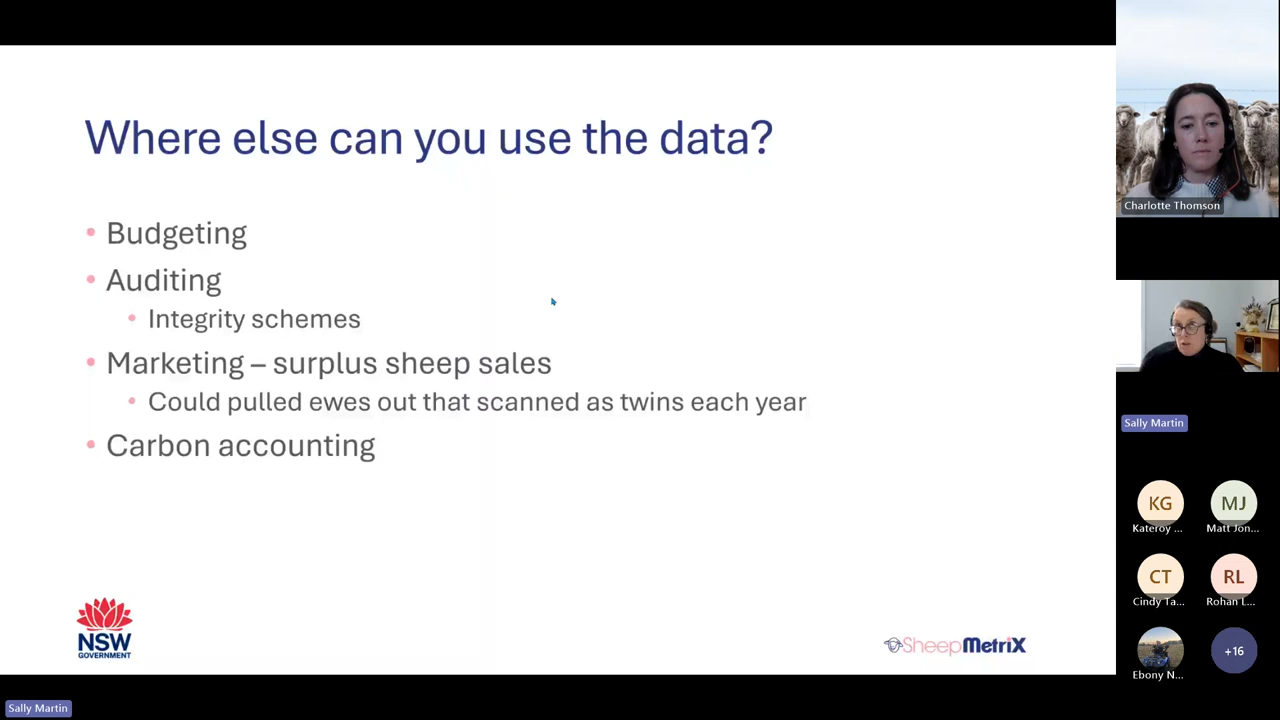 Where else can you use the data?
• Budgeting
• Auditing
• Integrity schemes
• Marketing – surplus sheep sales
• Could pulled ewes out that scanned as twins each year
• Carbon accounting
NSW
GOVERNMENT
SheepMetriX
Charlotte Thomson
Sally Martin
KG
Kateroy ...
MJ
Matt Jon...
CT
Cindy Ta...
RL
Rohan L...
Ebony N...
+16
Sally Martin